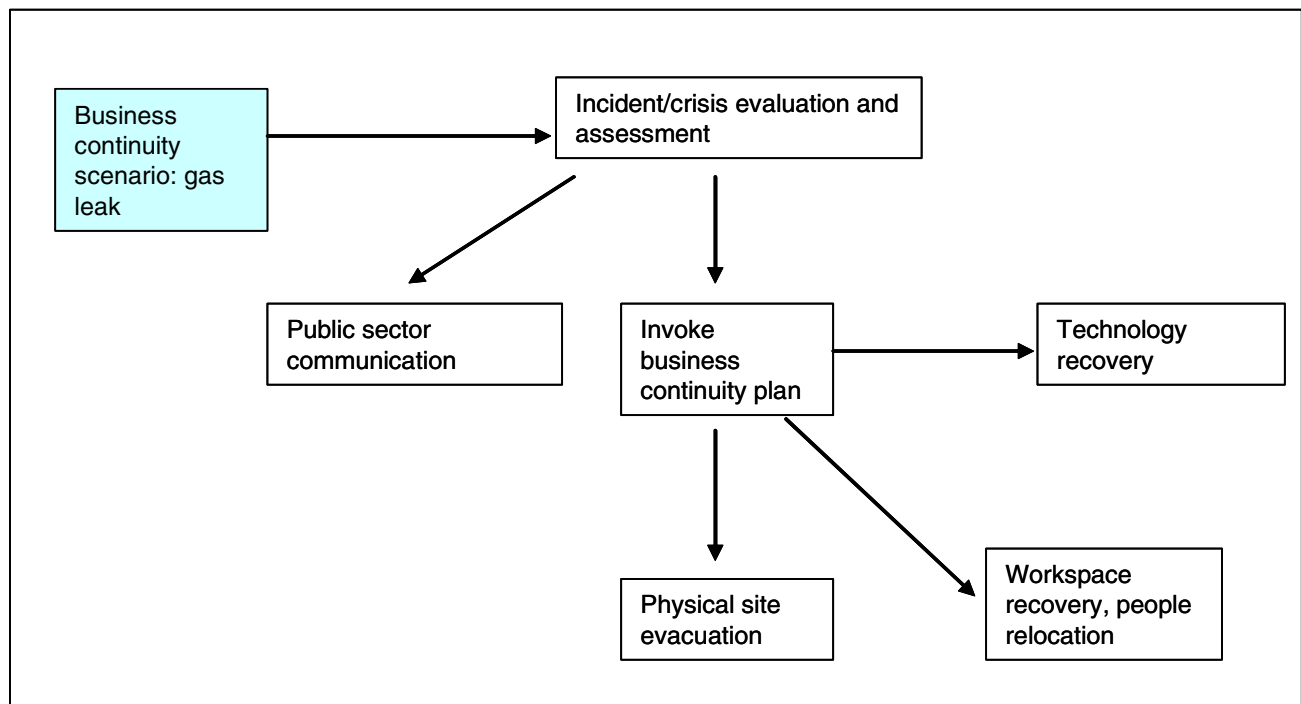 Business
continuity
scenario: gas
leak
Incident/crisis evaluation and
assessment
Public sector
communication
Invoke
business
continuity plan
Technology
recovery
Physical site
evacuation
Workspace
recovery, people
relocation